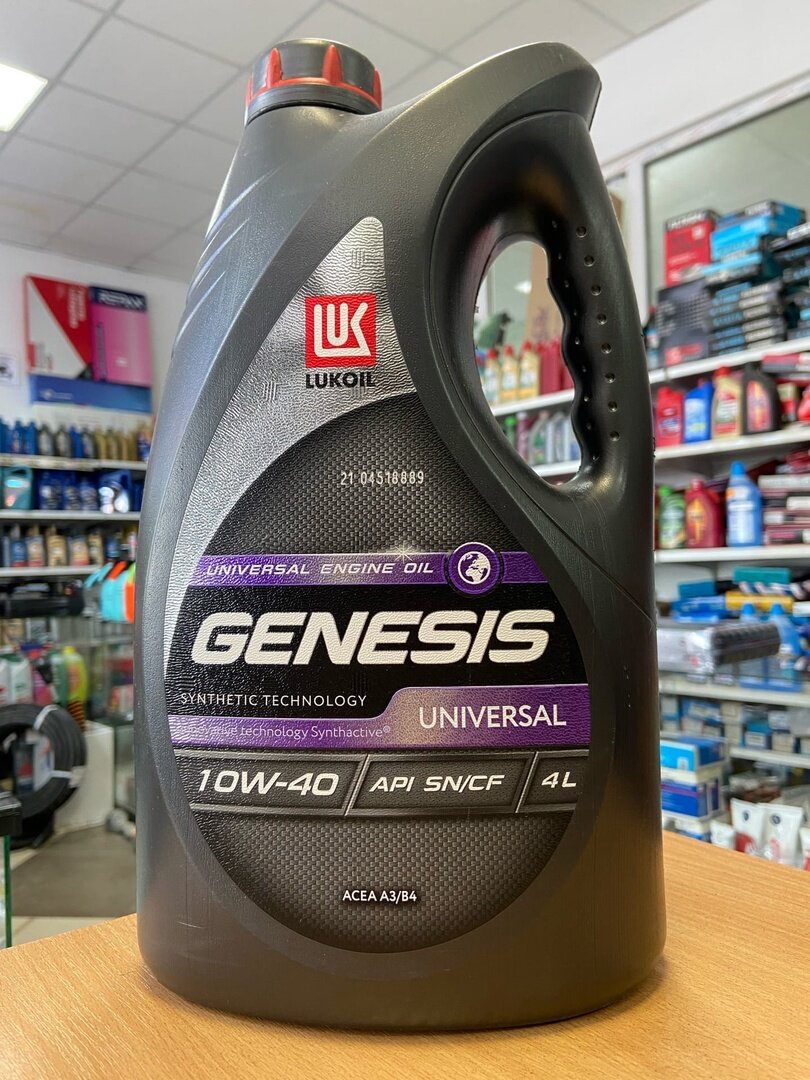 LUK
LUKOIL
21 04518889
UNIVERSAL ENGINE OIL
GENESIS
SYNTHETIC TECHNOLOGY
UNIVERSAL
technology Synthactive®
10W-40 API SN/CF 4L
ACEA A3/B4